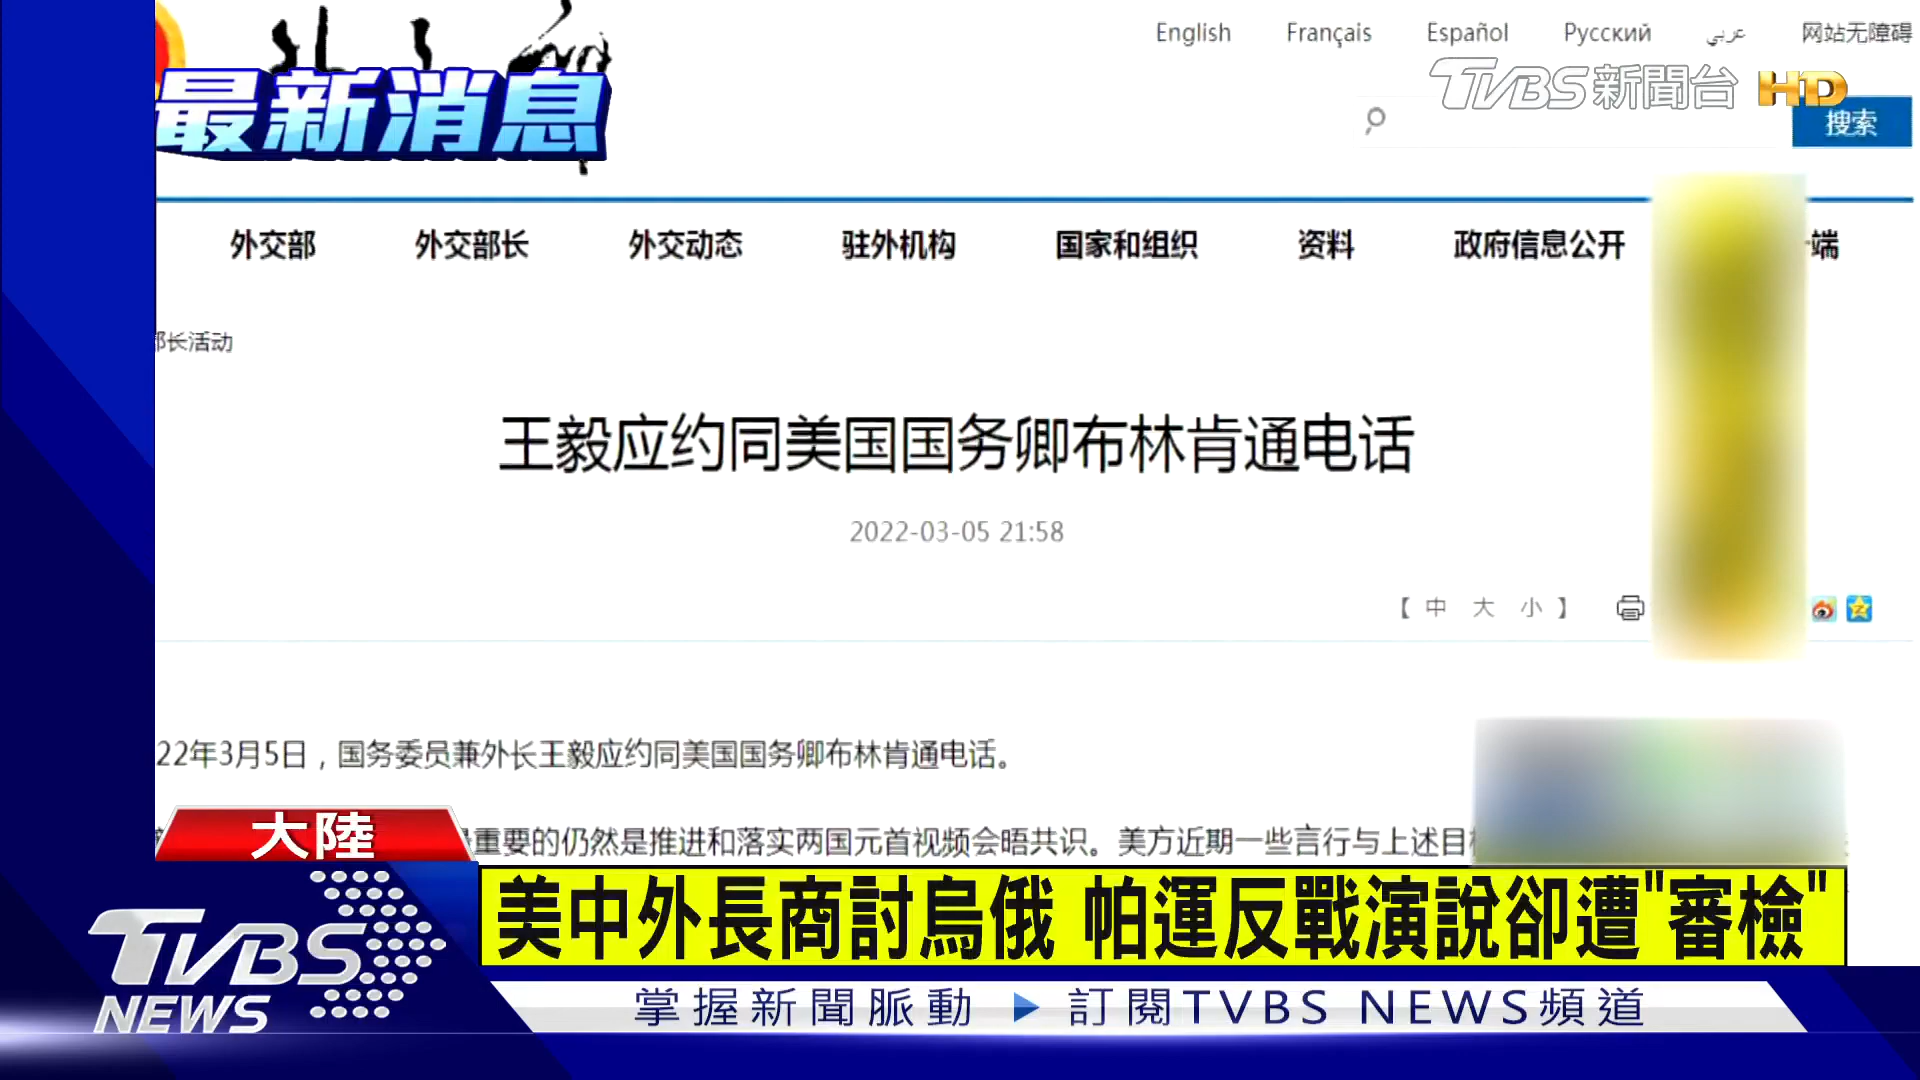 English Français Español Русский عربي 网站无障碍
TVBS新聞台 HD
最新消息
搜索
外交部 外交部长 外交动态 驻外机构 国家和组织 资料 政府信息公开 端
部长活动
王毅应约同美国国务卿布林肯通电话
2022-03-05 21:58
【 中 大 小 】
22年3月5日，国务委员兼外长王毅应约同美国国务卿布林肯通电话。
重要的仍然是推进和落实两国元首视频会晤共识。美方近期一些言行与上述目
大陸
美中外長商討烏俄 帕運反戰演說卻遭"審檢"
TVBS NEWS
掌握新聞脈動 ▶ 訂閱TVBS NEWS頻道